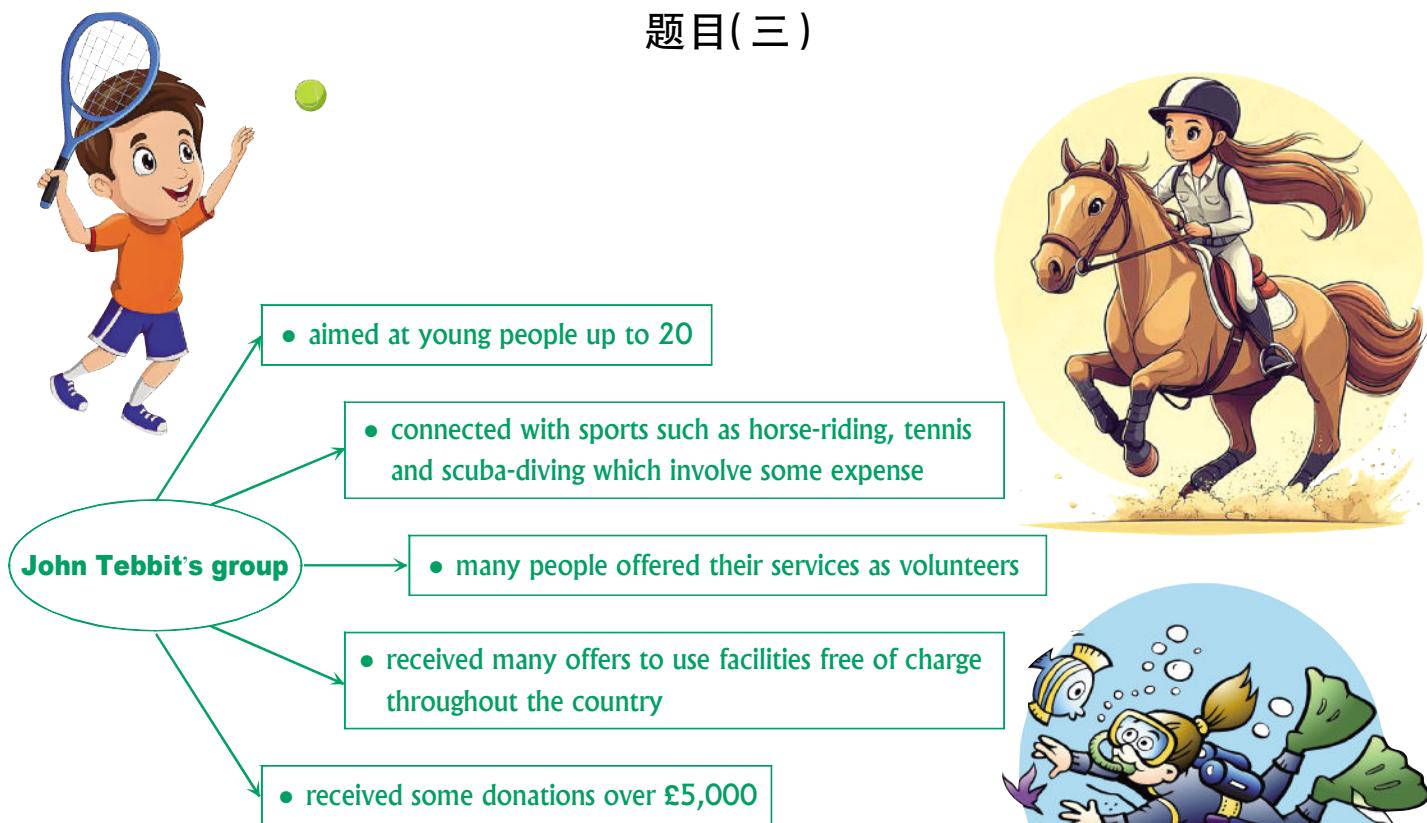 题目(三)
• aimed at young people up to 20
• connected with sports such as horse-riding, tennis
and scuba-diving which involve some expense
John Tebbit's group
• many people offered their services as volunteers
• received many offers to use facilities free of charge
throughout the country
• received some donations over £5,000